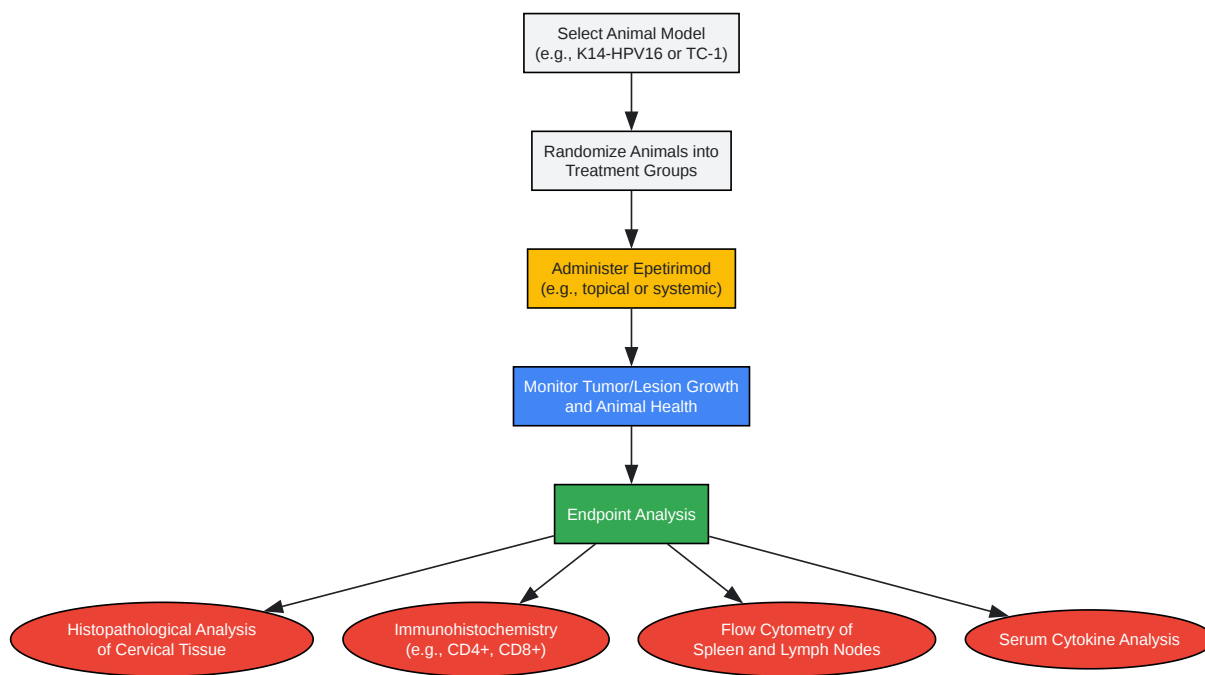 Select Animal Model
(e.g., K14-HPV16 or TC-1)
Randomize Animals into
Treatment Groups
Administer Epetirimod
(e.g., topical or systemic)
Monitor Tumor/Lesion Growth
and Animal Health
Endpoint Analysis
Histopathological Analysis
of Cervical Tissue
Immunohistochemistry
(e.g., CD4+, CD8+)
Flow Cytometry of
Spleen and Lymph Nodes
Serum Cytokine Analysis